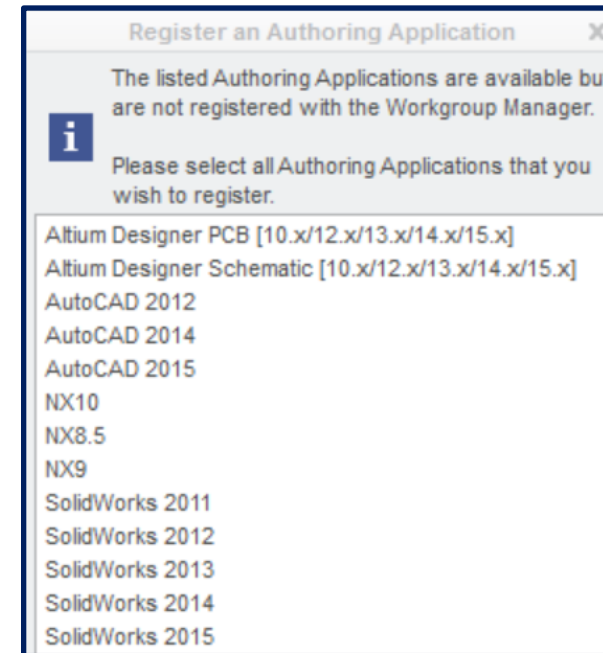 Register an Authoring Application
The listed Authoring Applications are available bu
are not registered with the Workgroup Manager.
Please select all Authoring Applications that you
wish to register.
Altium Designer PCB [10.x/12.x/13.x/14.x/15.x]
Altium Designer Schematic [10.x/12.x/13.x/14.x/15.x]
AutoCAD 2012
AutoCAD 2014
AutoCAD 2015
NX10
NX8.5
NX9
SolidWorks 2011
SolidWorks 2012
SolidWorks 2013
SolidWorks 2014
SolidWorks 2015